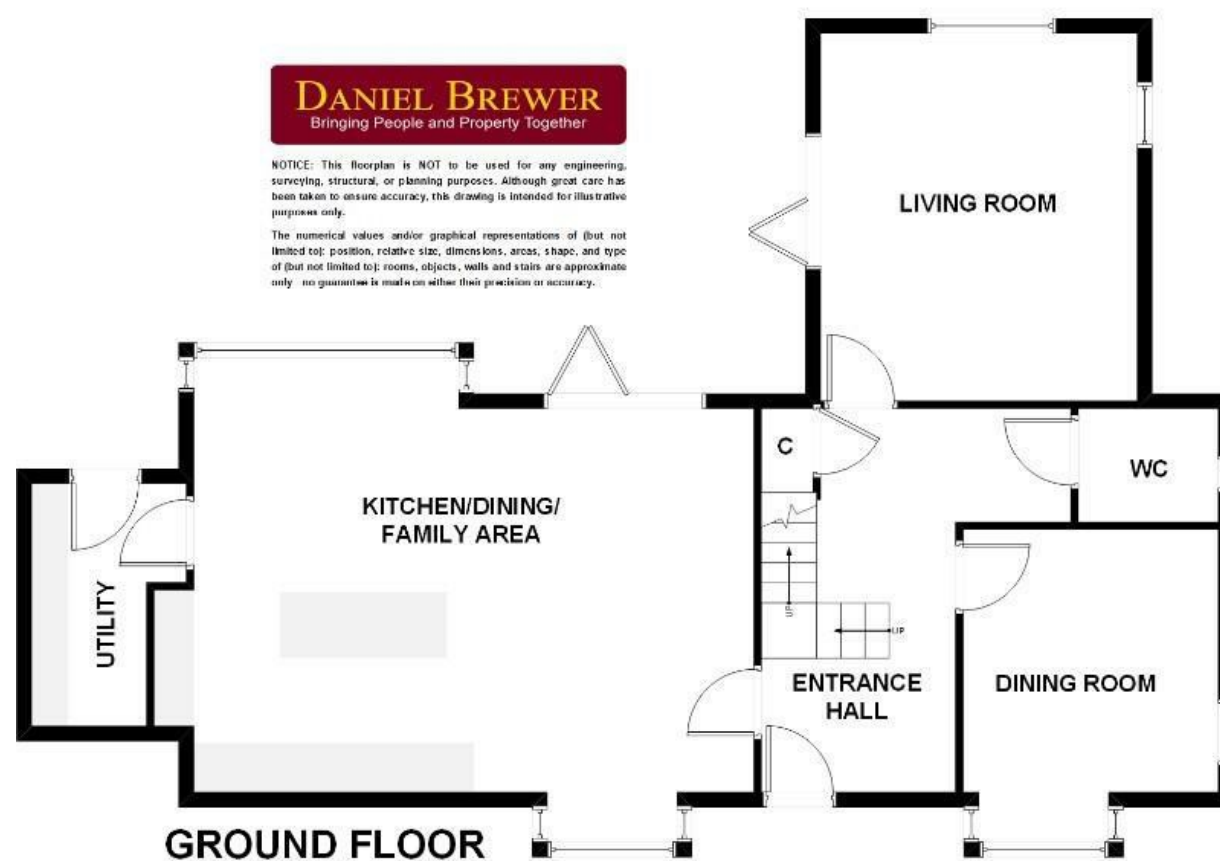 DANIEL BREWER
Bringing People and Property Together
NOTICE: This floorplan is NOT to be used for any engineering,
surveying, structural, or planning purposes. Although great care has
been taken to ensure accuracy, this drawing is intended for illustrative
purposes only.
The numerical values and/or graphical representations of (but not
limited to): position, relative size, dimensions, areas, shape, and type
of (but not limited to): rooms, objects, walls and stairs are approximate
only no guarantee is made on either their precision or accuracy.
LIVING ROOM
C
WC
KITCHEN/DINING/
FAMILY AREA
UTILITY
UP
UP
ENTRANCE
HALL
DINING ROOM
GROUND FLOOR